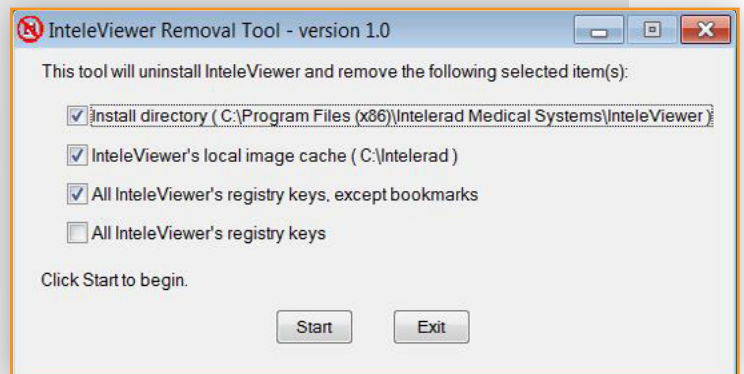 InteleViewer Removal Tool - version 1.0
This tool will uninstall InteleViewer and remove the following selected item(s):
Install directory ( C:\Program Files (x86)\Intelerad Medical Systems\InteleViewer )
InteleViewer's local image cache ( C:\Intelerad )
All InteleViewer's registry keys, except bookmarks
All InteleViewer's registry keys
Click Start to begin.
Start Exit